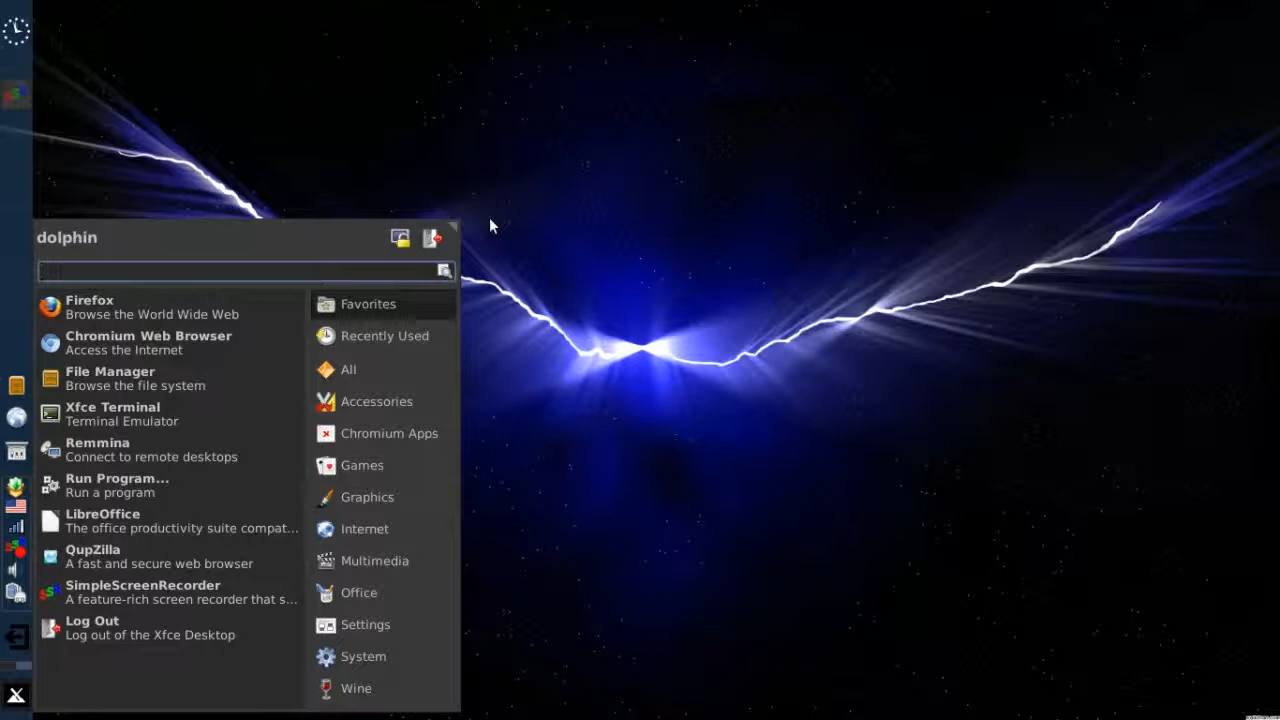 dolphin
Firefox
Browse the World Wide Web
Chromium Web Browser
Access the Internet
File Manager
Browse the file system
Xfce Terminal
Terminal Emulator
Remmina
Connect to remote desktops
Run Program...
Run a program
LibreOffice
The office productivity suite compat...
QupZilla
A fast and secure web browser
SimpleScreenRecorder
A feature-rich screen recorder that s...
Log Out
Log out of the Xfce Desktop
Favorites
Recently Used
All
Accessories
Chromium Apps
Games
Graphics
Internet
Multimedia
Office
Settings
System
Wine